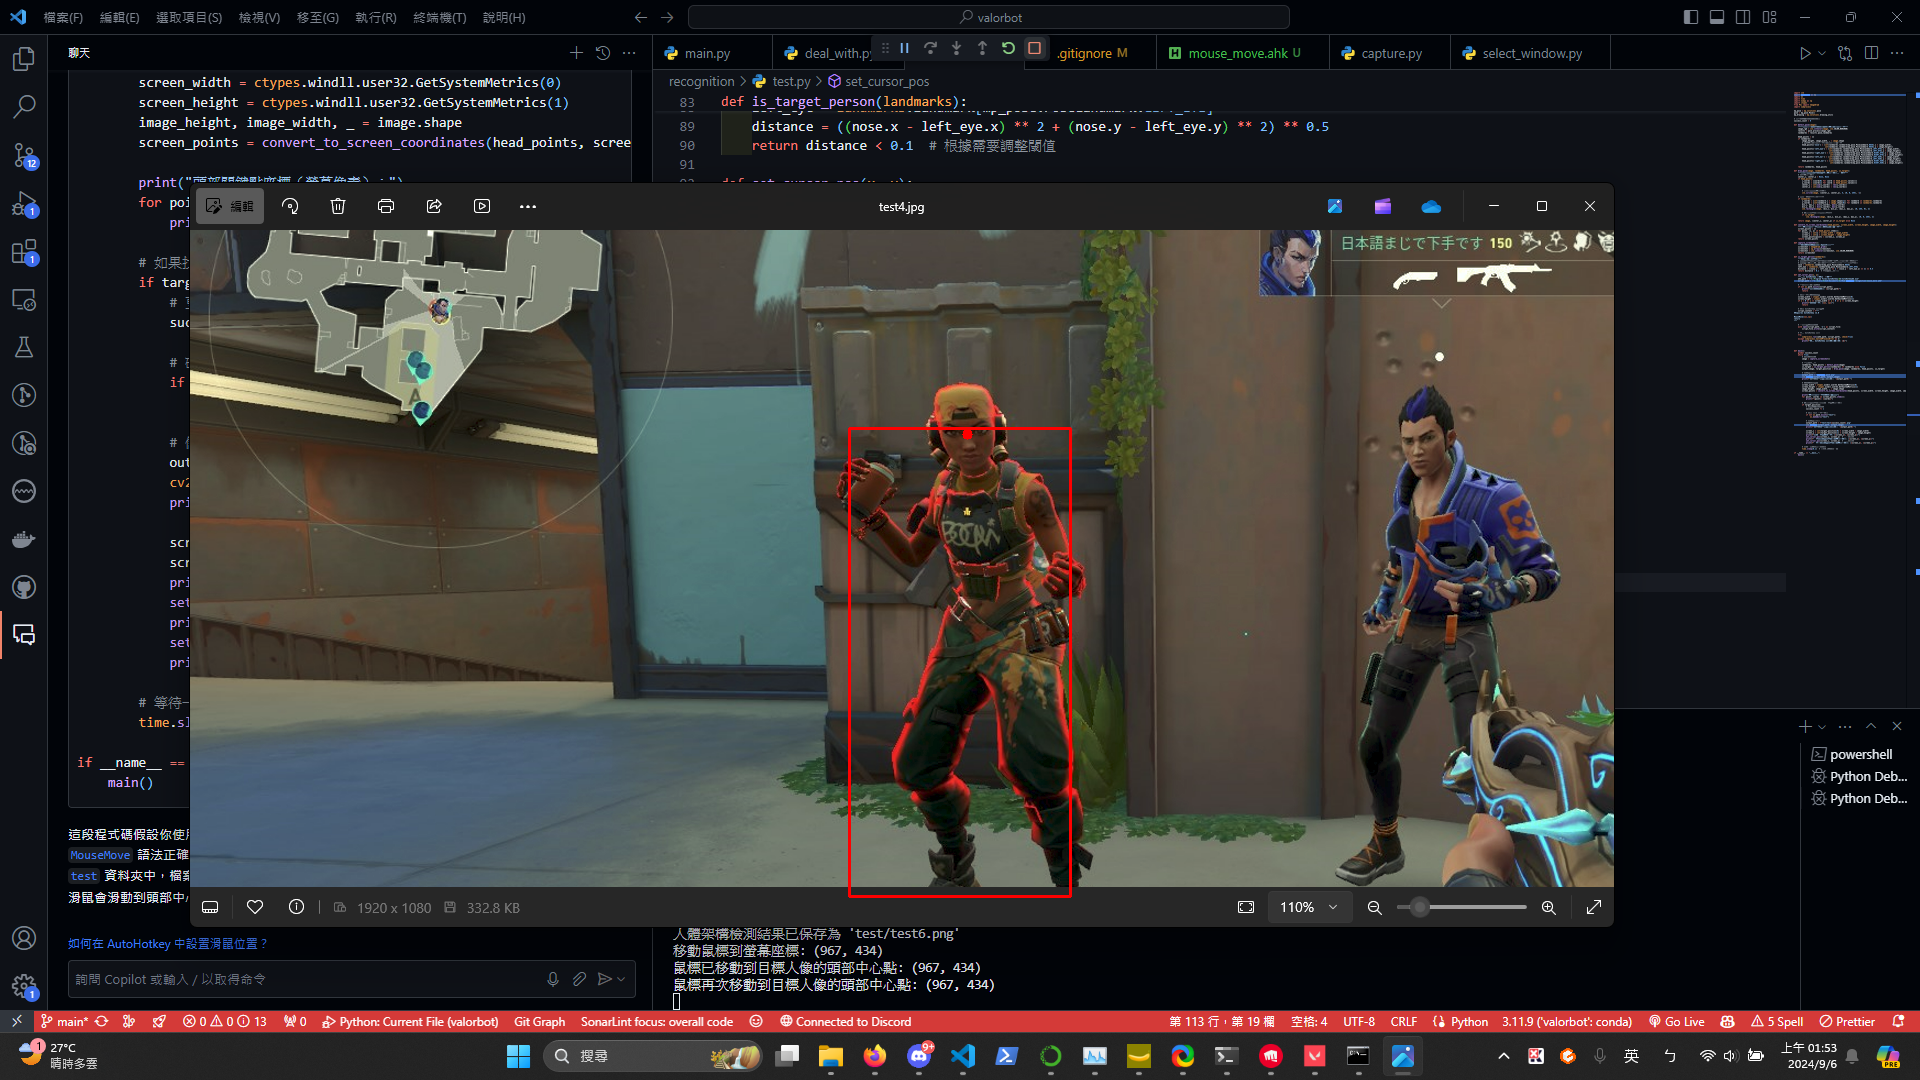 檔案(F) 編輯(E) 選取項目(S) 檢視(V) 移至(G) 執行(R) 終端機(T) 說明(H)
valorbot
聊天
main.py
deal_with.py
.gitignore M
mouse_move.ahk U
capture.py
select_window.py
recognition > test.py > set_cursor_pos
screen_width = ctypes.windll.user32.GetSystemMetrics(0)
screen_height = ctypes.windll.user32.GetSystemMetrics(1)
image_height, image_width, _ = image.shape
screen_points = convert_to_screen_coordinates(head_points, scree
for poi
pri
# 如果找
if targ
suc
if
out
cv2
pri
scr
scr
pri
set
pri
set
pri
# 等待一
time.sl
if __name__ ==
main()
這段程式碼假設你使用
MouseMove 語法正確
test 資料夾中，檔案
滑鼠會滑動到頭部中心
如何在 AutoHotkey 中設置滑鼠位置？
詢問 Copilot 或輸入 / 以取得命令
83 def is_target_person(landmarks):
89 distance = ((nose.x - left_eye.x) ** 2 + (nose.y - left_eye.y) ** 2) ** 0.5
90 return distance < 0.1 # 根據需要調整閾值
91
編輯
test4.jpg
日本語まじで下手です 150
A
BOOM
1920 x 1080 332.8 KB
110%
人體架構檢測結果已保存為 'test/test6.png'
移動鼠標到螢幕座標: (967, 434)
鼠標已移動到目標人像的頭部中心點: (967, 434)
鼠標再次移動到目標人像的頭部中心點: (967, 434)
powershell
Python Deb...
Python Deb...
12
1
1
1
main* 0 0 13 0 Python: Current File (valorbot) Git Graph SonarLint focus: overall code Connected to Discord
第 113 行，第 19 欄 空格: 4 UTF-8 CRLF Python 3.11.9 ('valorbot': conda) Go Live 5 Spell Prettier
1
27°C
晴時多雲
搜尋
9+
英
上午 01:53
2024/9/6
PRE